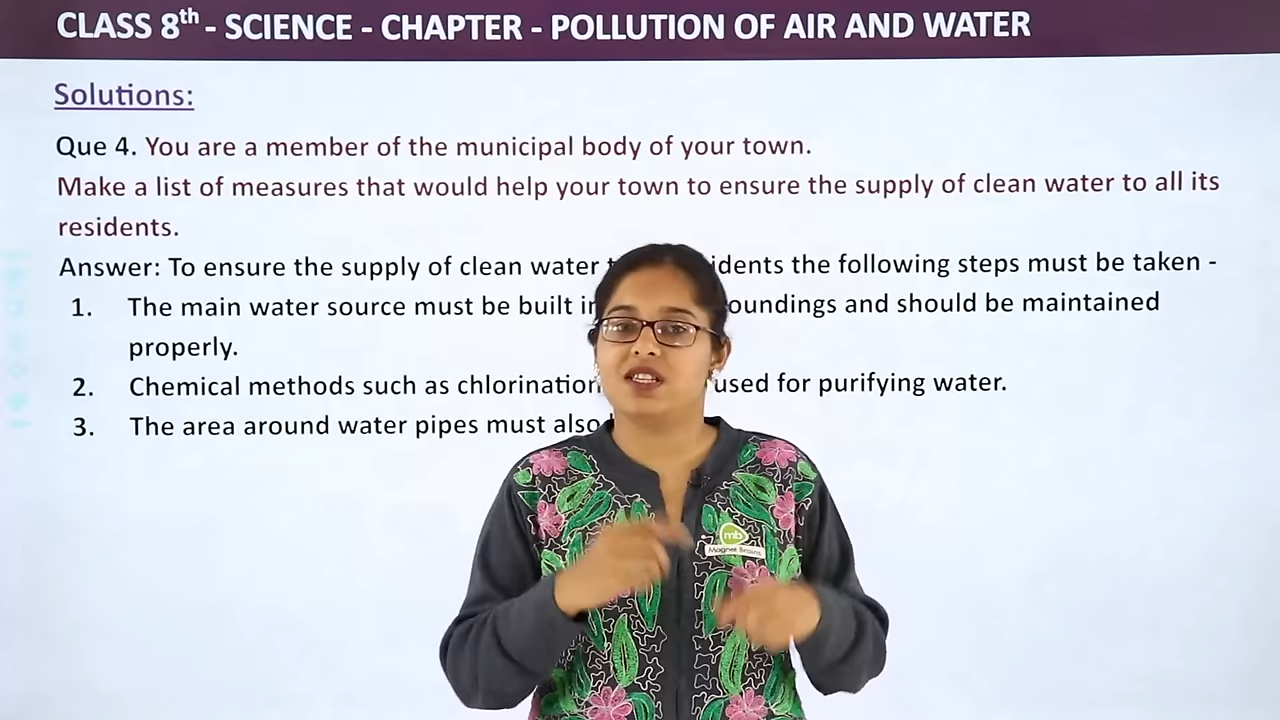 CLASS 8th - SCIENCE - CHAPTER - POLLUTION OF AIR AND WATER
Solutions:
Que 4. You are a member of the municipal body of your town.
Make a list of measures that would help your town to ensure the supply of clean water to all its
residents.
Answer: To ensure the supply of clean water the following steps must be taken -
1. The main water source must be built and should be maintained
properly.
2. Chemical methods such as chlorination used for purifying water.
3. The area around water pipes must also
mb
Magnet Brains